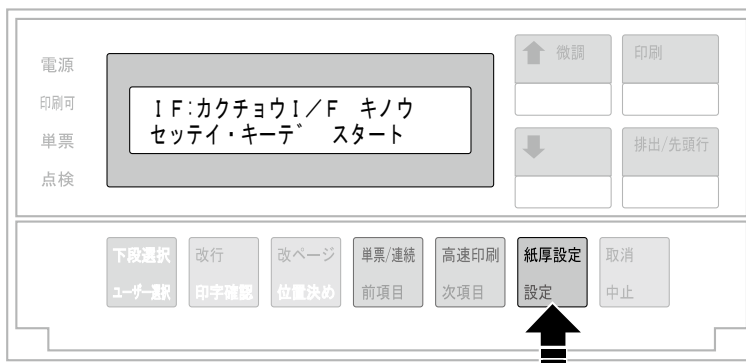 電源
印刷可
単票
点検
IF:カクチョウI/F キノウ
セッテイ・キーデ゛ スタート
微調
印刷
排出/先頭行
下段選択
ユーザー選択
改行
印字確認
改ページ
位置決め
単票/連続
前項目
高速印刷
次項目
紙厚設定
設定
取消
中止